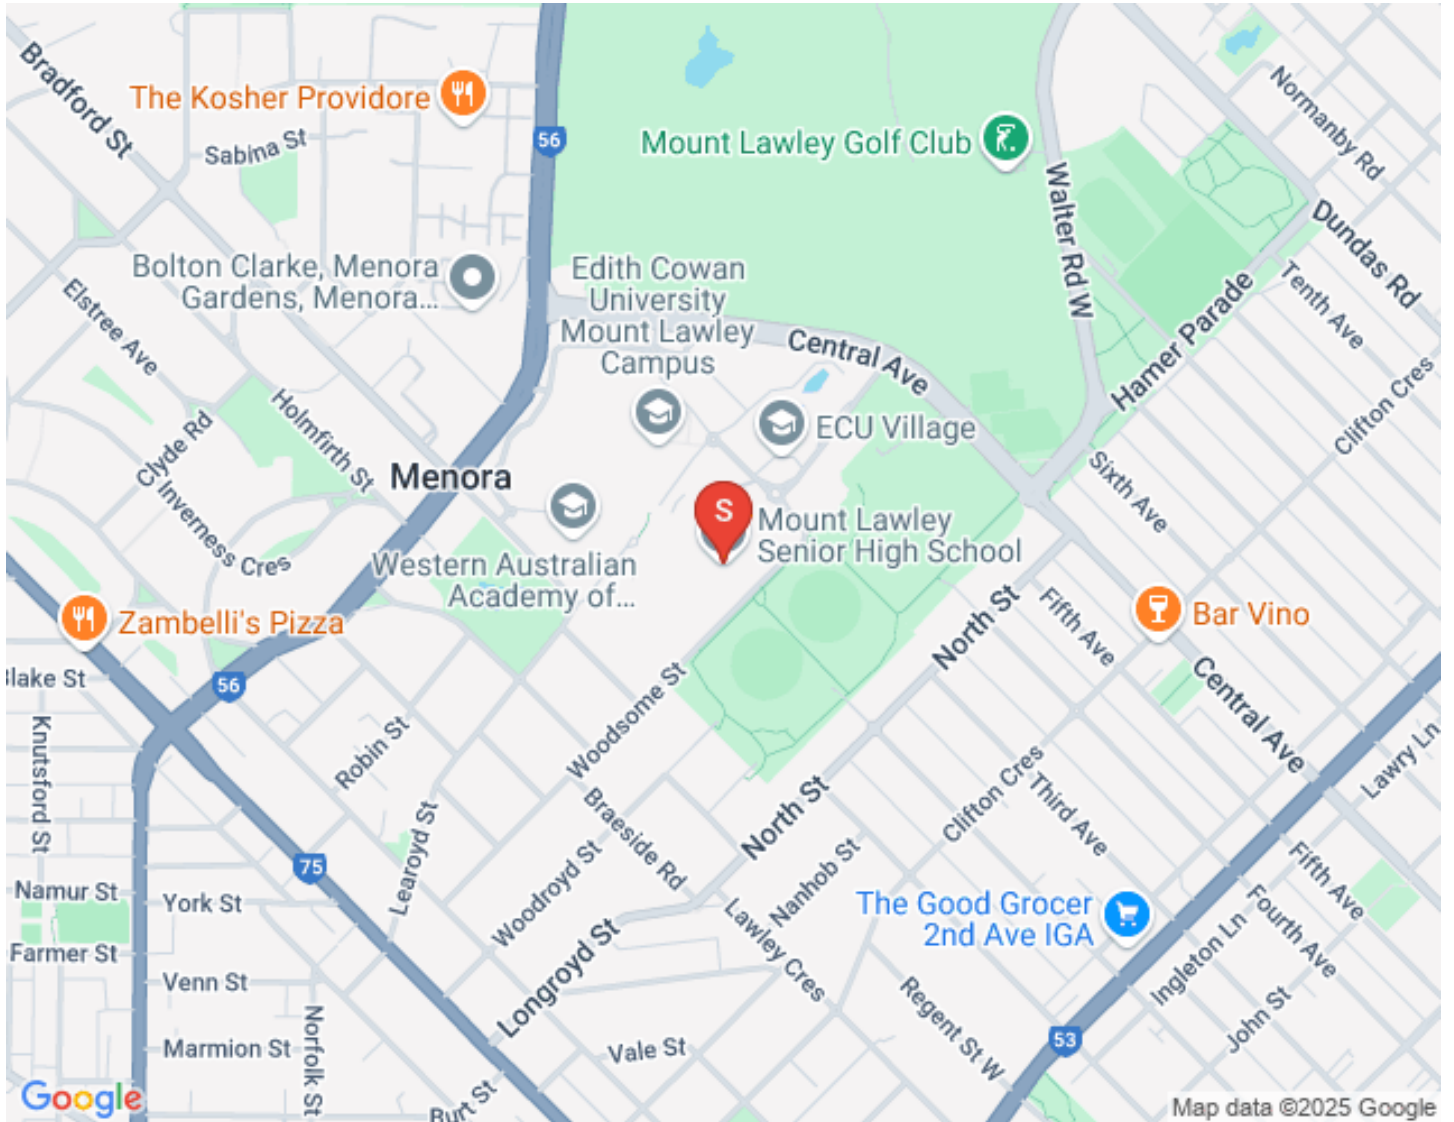 Bradford St
The Kosher Providore
Sabina St
56
Mount Lawley Golf Club
Normanby Rd
Walter Rd W
Dundas Rd
Bolton Clarke, Menora
Gardens, Menora...
Edith Cowan
University
Mount Lawley
Campus
Elstree Ave
Tenth Ave
Hamer Parade
Central Ave
Clifton Cres
Holmfirth St
Clyde Rd
ECU Village
Menora
Sixth Ave
Inverness Cres
S
Mount Lawley
Senior High School
Western Australian
Academy of...
Zambelli's Pizza
North St
Fifth Ave
Bar Vino
Blake St
56
Woodsome St
Central Ave
Knutsford St
Robin St
Lawry Ln
Clifton Cres
Third Ave
North St
Braeside Rd
Learoyd St
75
Nanhob St
Fifth Ave
Namur St
York St
Woodroyd St
The Good Grocer
2nd Ave IGA
Fourth Ave
Farmer St
Lawley Cres
Ingleton Ln
Venn St
Longroyd St
Regent St W
John St
Norfolk St
Marmion St
Vale St
53
Burt St
Google
Map data ©2025 Google